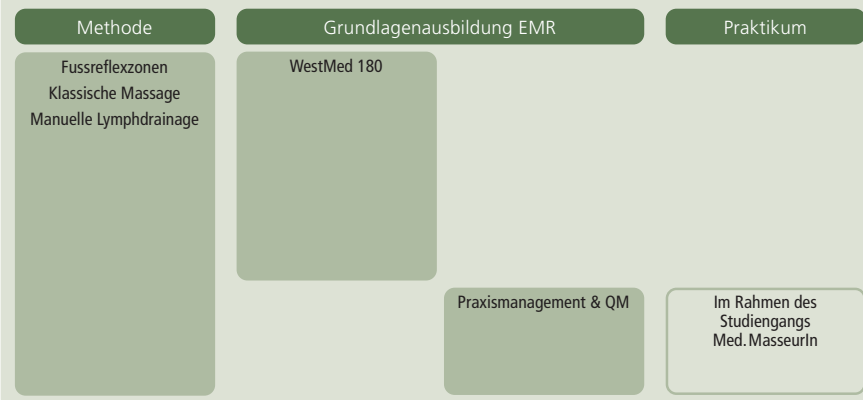 Methode
Grundlagenausbildung EMR
Praktikum
Fussreflexzonen
Klassische Massage
Manuelle Lymphdrainage
WestMed 180
Praxismanagement & QM
Im Rahmen des
Studiengangs
Med. MasseurIn